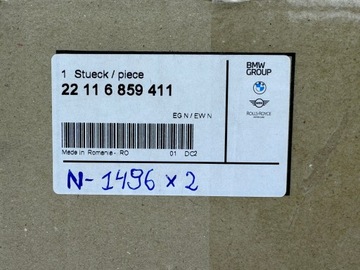 1 Stueck / piece
22 11 6 859 411
EG N / EW N
Made in Romania - RO 01 DC2
BMW
GROUP
ROLLS-ROYCE
N-1496 x 2